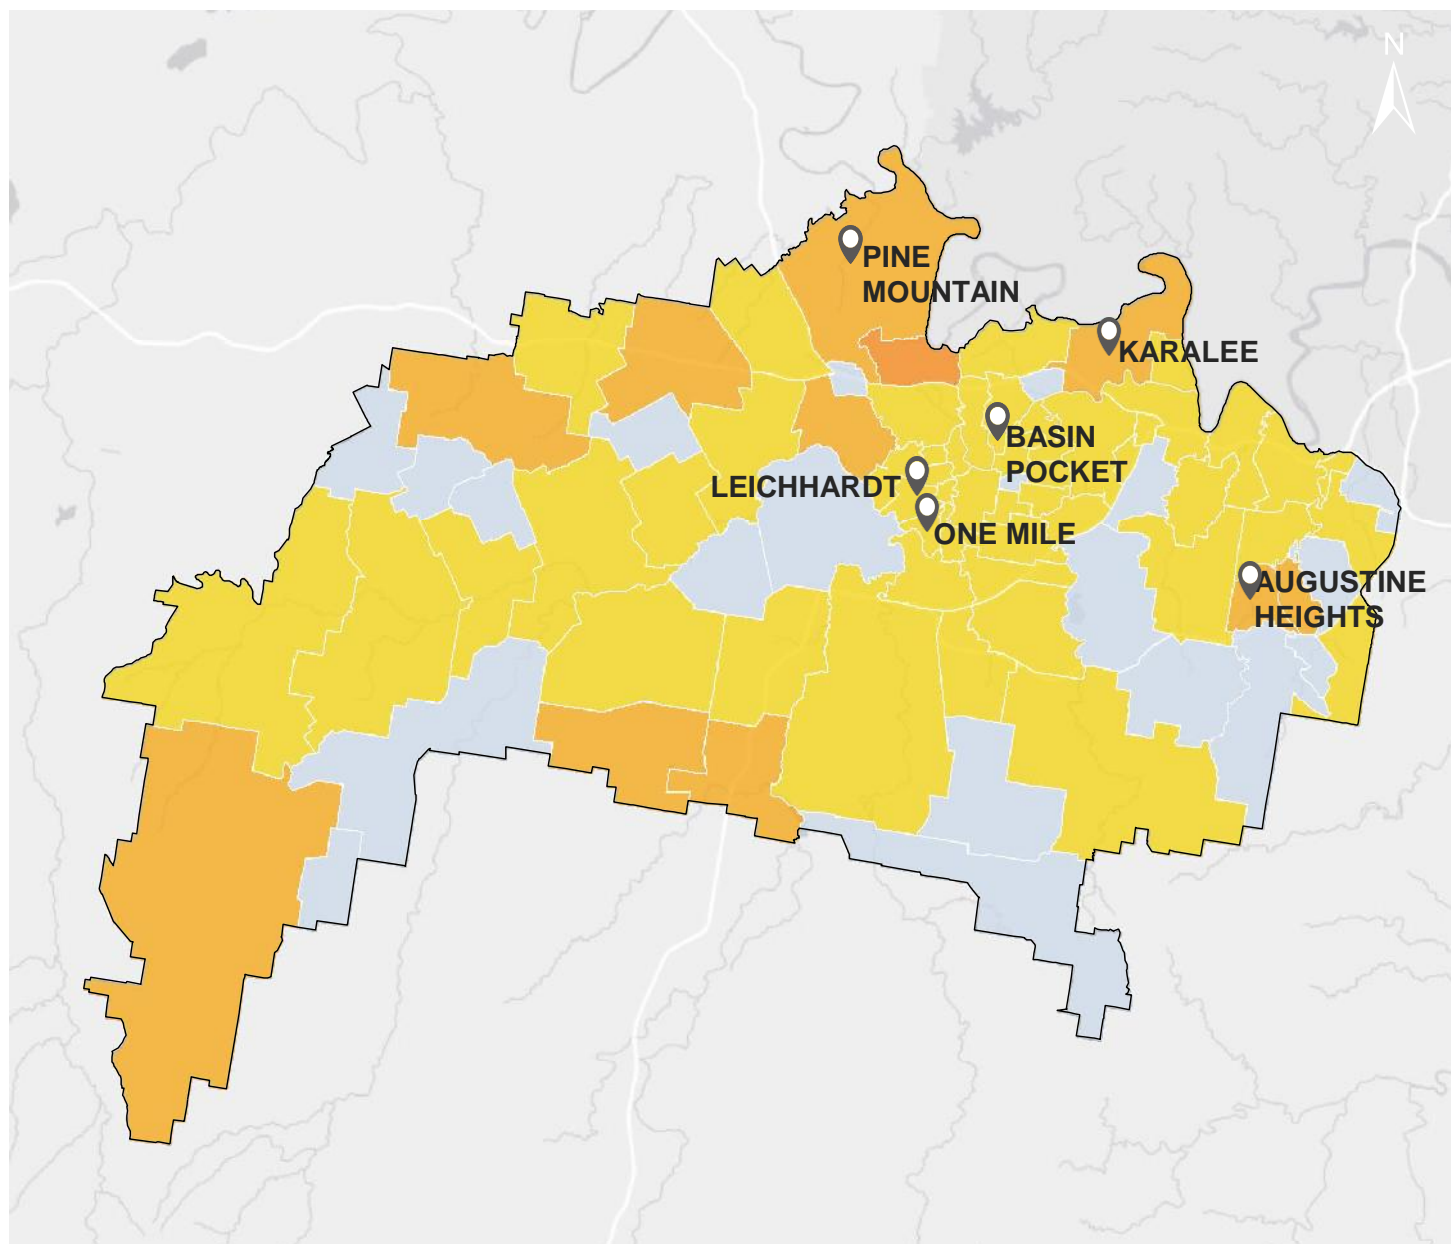 N
PINE
MOUNTAIN
KARALEE
BASIN
POCKET
LEICHHARDT
ONE MILE
AUGUSTINE
HEIGHTS